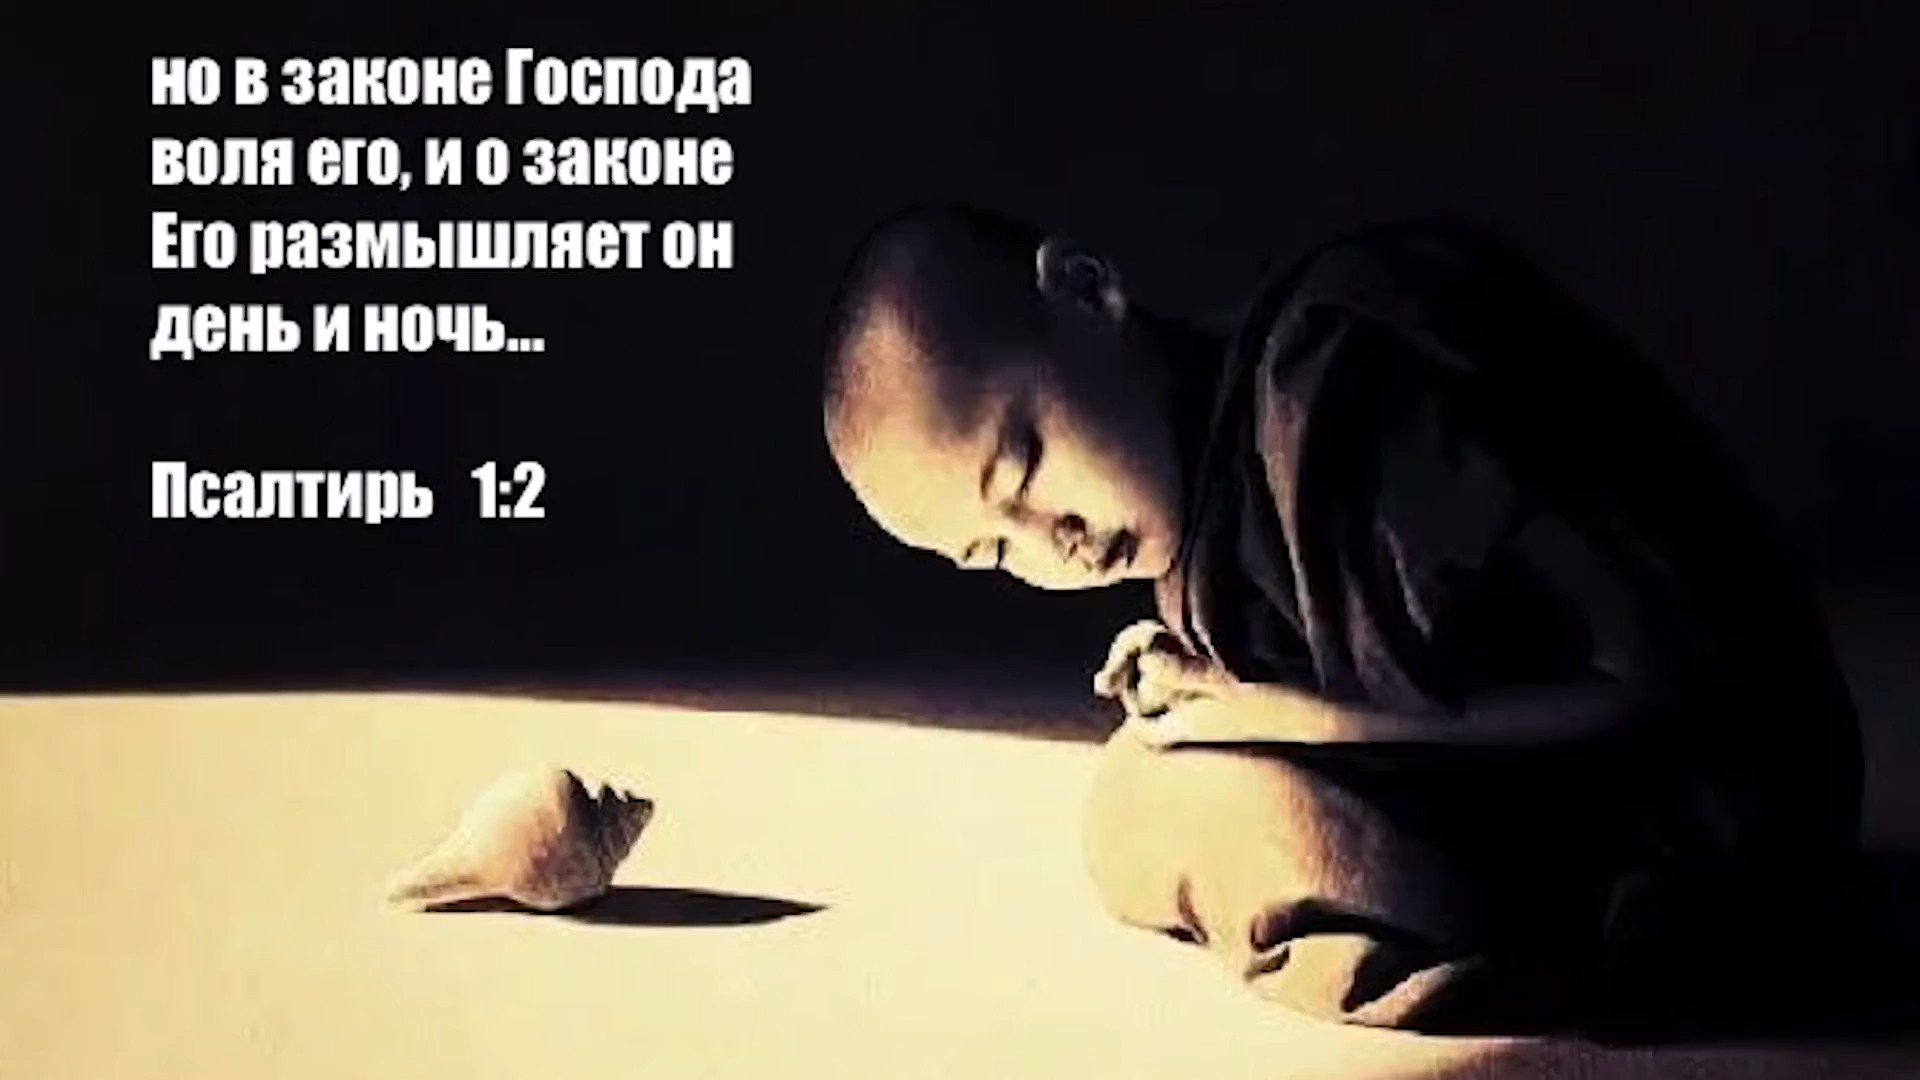 но в законе Господа
воля его, и о законе
Его размышляет он
день и ночь...
Псалтирь 1:2